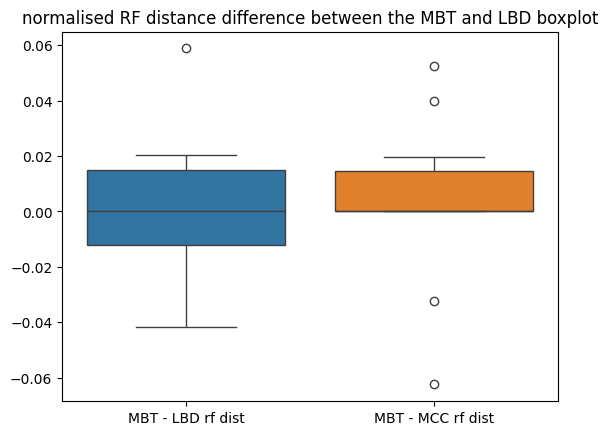 normalised RF distance difference between the MBT and LBD boxplot
0.06
0.04
0.02
0.00
−0.02
−0.04
−0.06
MBT - LBD rf dist
MBT - MCC rf dist